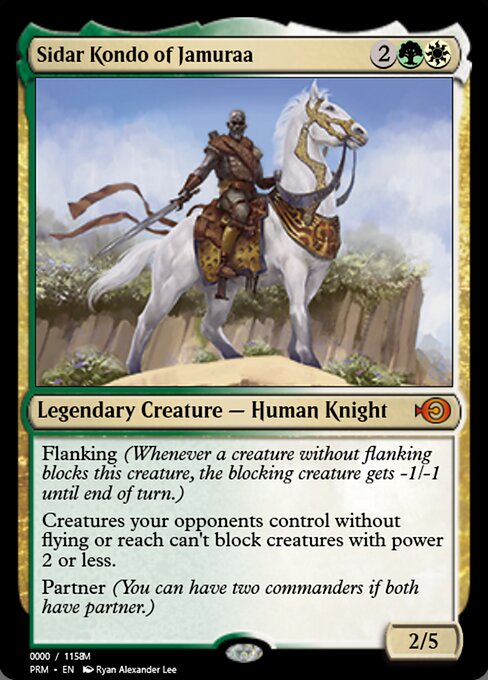 Sidar Kondo of Jamuraa 2
Legendary Creature — Human Knight
Flanking (Whenever a creature without flanking
blocks this creature, the blocking creature gets -1/-1
until end of turn.)
Creatures your opponents control without
flying or reach can't block creatures with power
2 or less.
Partner (You can have two commanders if both
have partner.)
2/5
0000 / 1158M
PRM • EN Ryan Alexander Lee